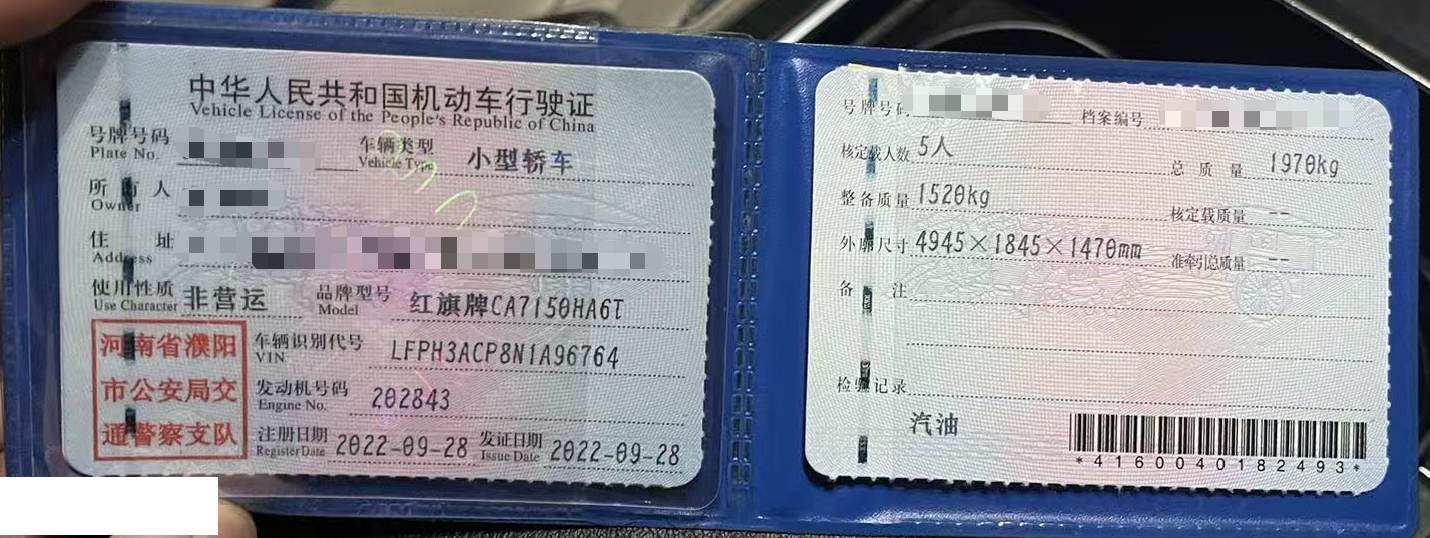 中华人民共和国机动车行驶证
Vehicle License of the People's Republic of China
号牌号码 车辆类型 小型轿车
Plate No. Vehicle Type
所有人
Owner
住 址
Address
使用性质 非营运 品牌型号 红旗牌CA7150HA6T
Use Character Model
河南省濮阳
市公安局交
通警察支队
车辆识别代号 LFPH3ACP8N1A96764
VIN
发动机号码 202843
Engine No.
注册日期 2022-09-28 发证日期 2022-09-28
Register Date Issue Date
号牌号码 档案编号
核定载人数 5人 总质量 1970kg
整备质量 1520kg 核定载质量 --
外廓尺寸 4945×1845×1470mm 准牵引总质量 --
备 注
检验记录
汽油
*4160040182493*